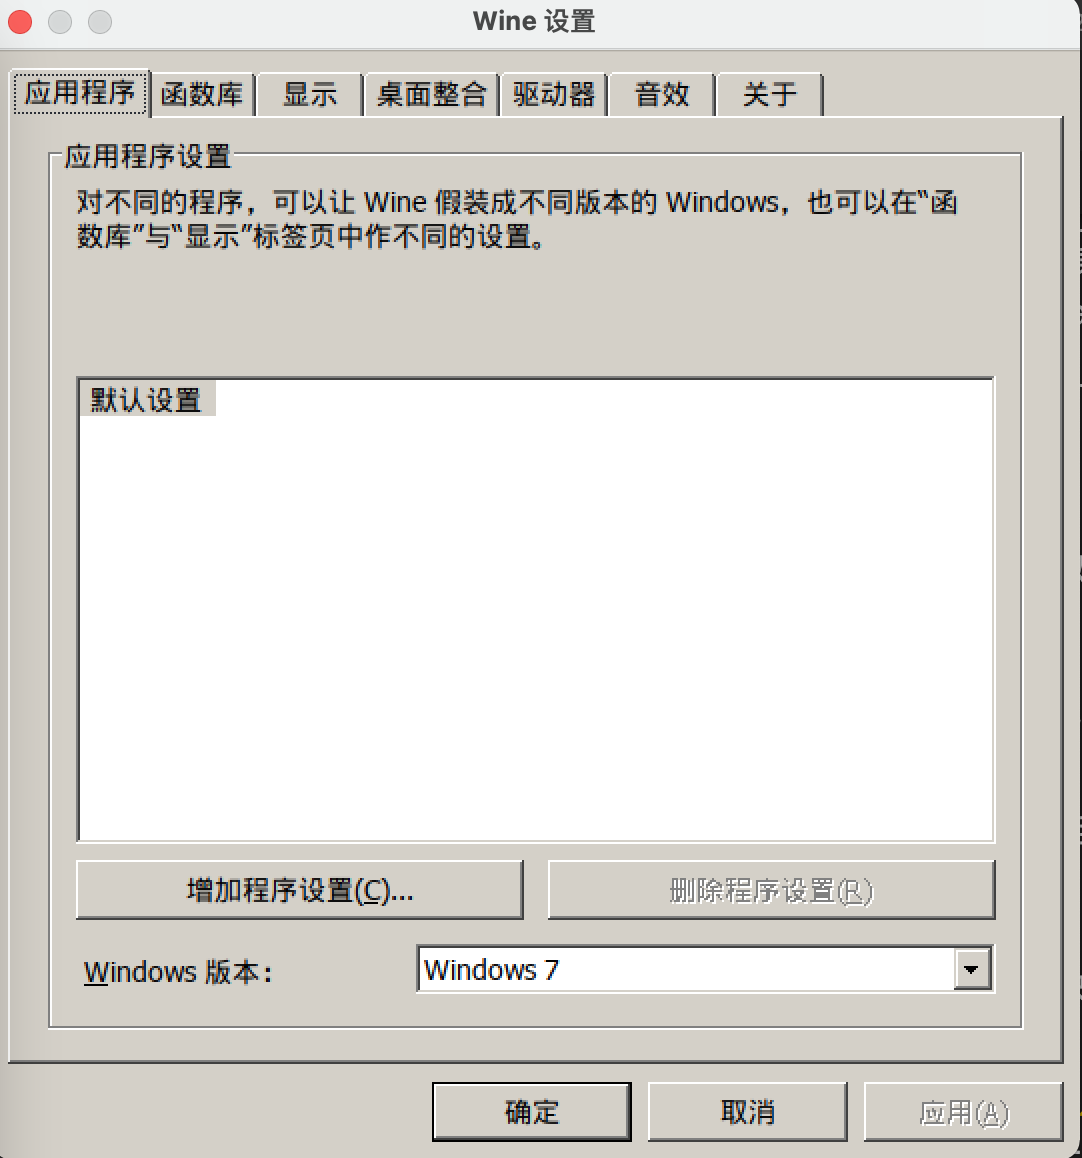 Wine 设置
应用程序 函数库 显示 桌面整合 驱动器 音效 关于
应用程序设置
对不同的程序，可以让 Wine 假装成不同版本的 Windows，也可以在“函
数库”与“显示”标签页中作不同的设置。
默认设置
增加程序设置(C)... 删除程序设置(R)
Windows 版本： Windows 7
确定 取消 应用(A)